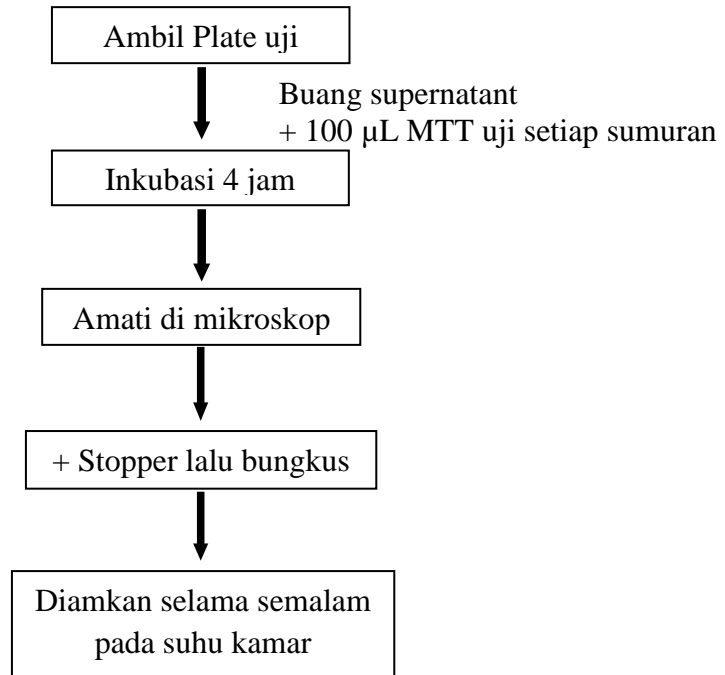 Ambil Plate uji
Buang supernatant
+ 100 µL MTT uji setiap sumuran
Inkubasi 4 jam
Amati di mikroskop
+ Stopper lalu bungkus
Diamkan selama semalam
pada suhu kamar